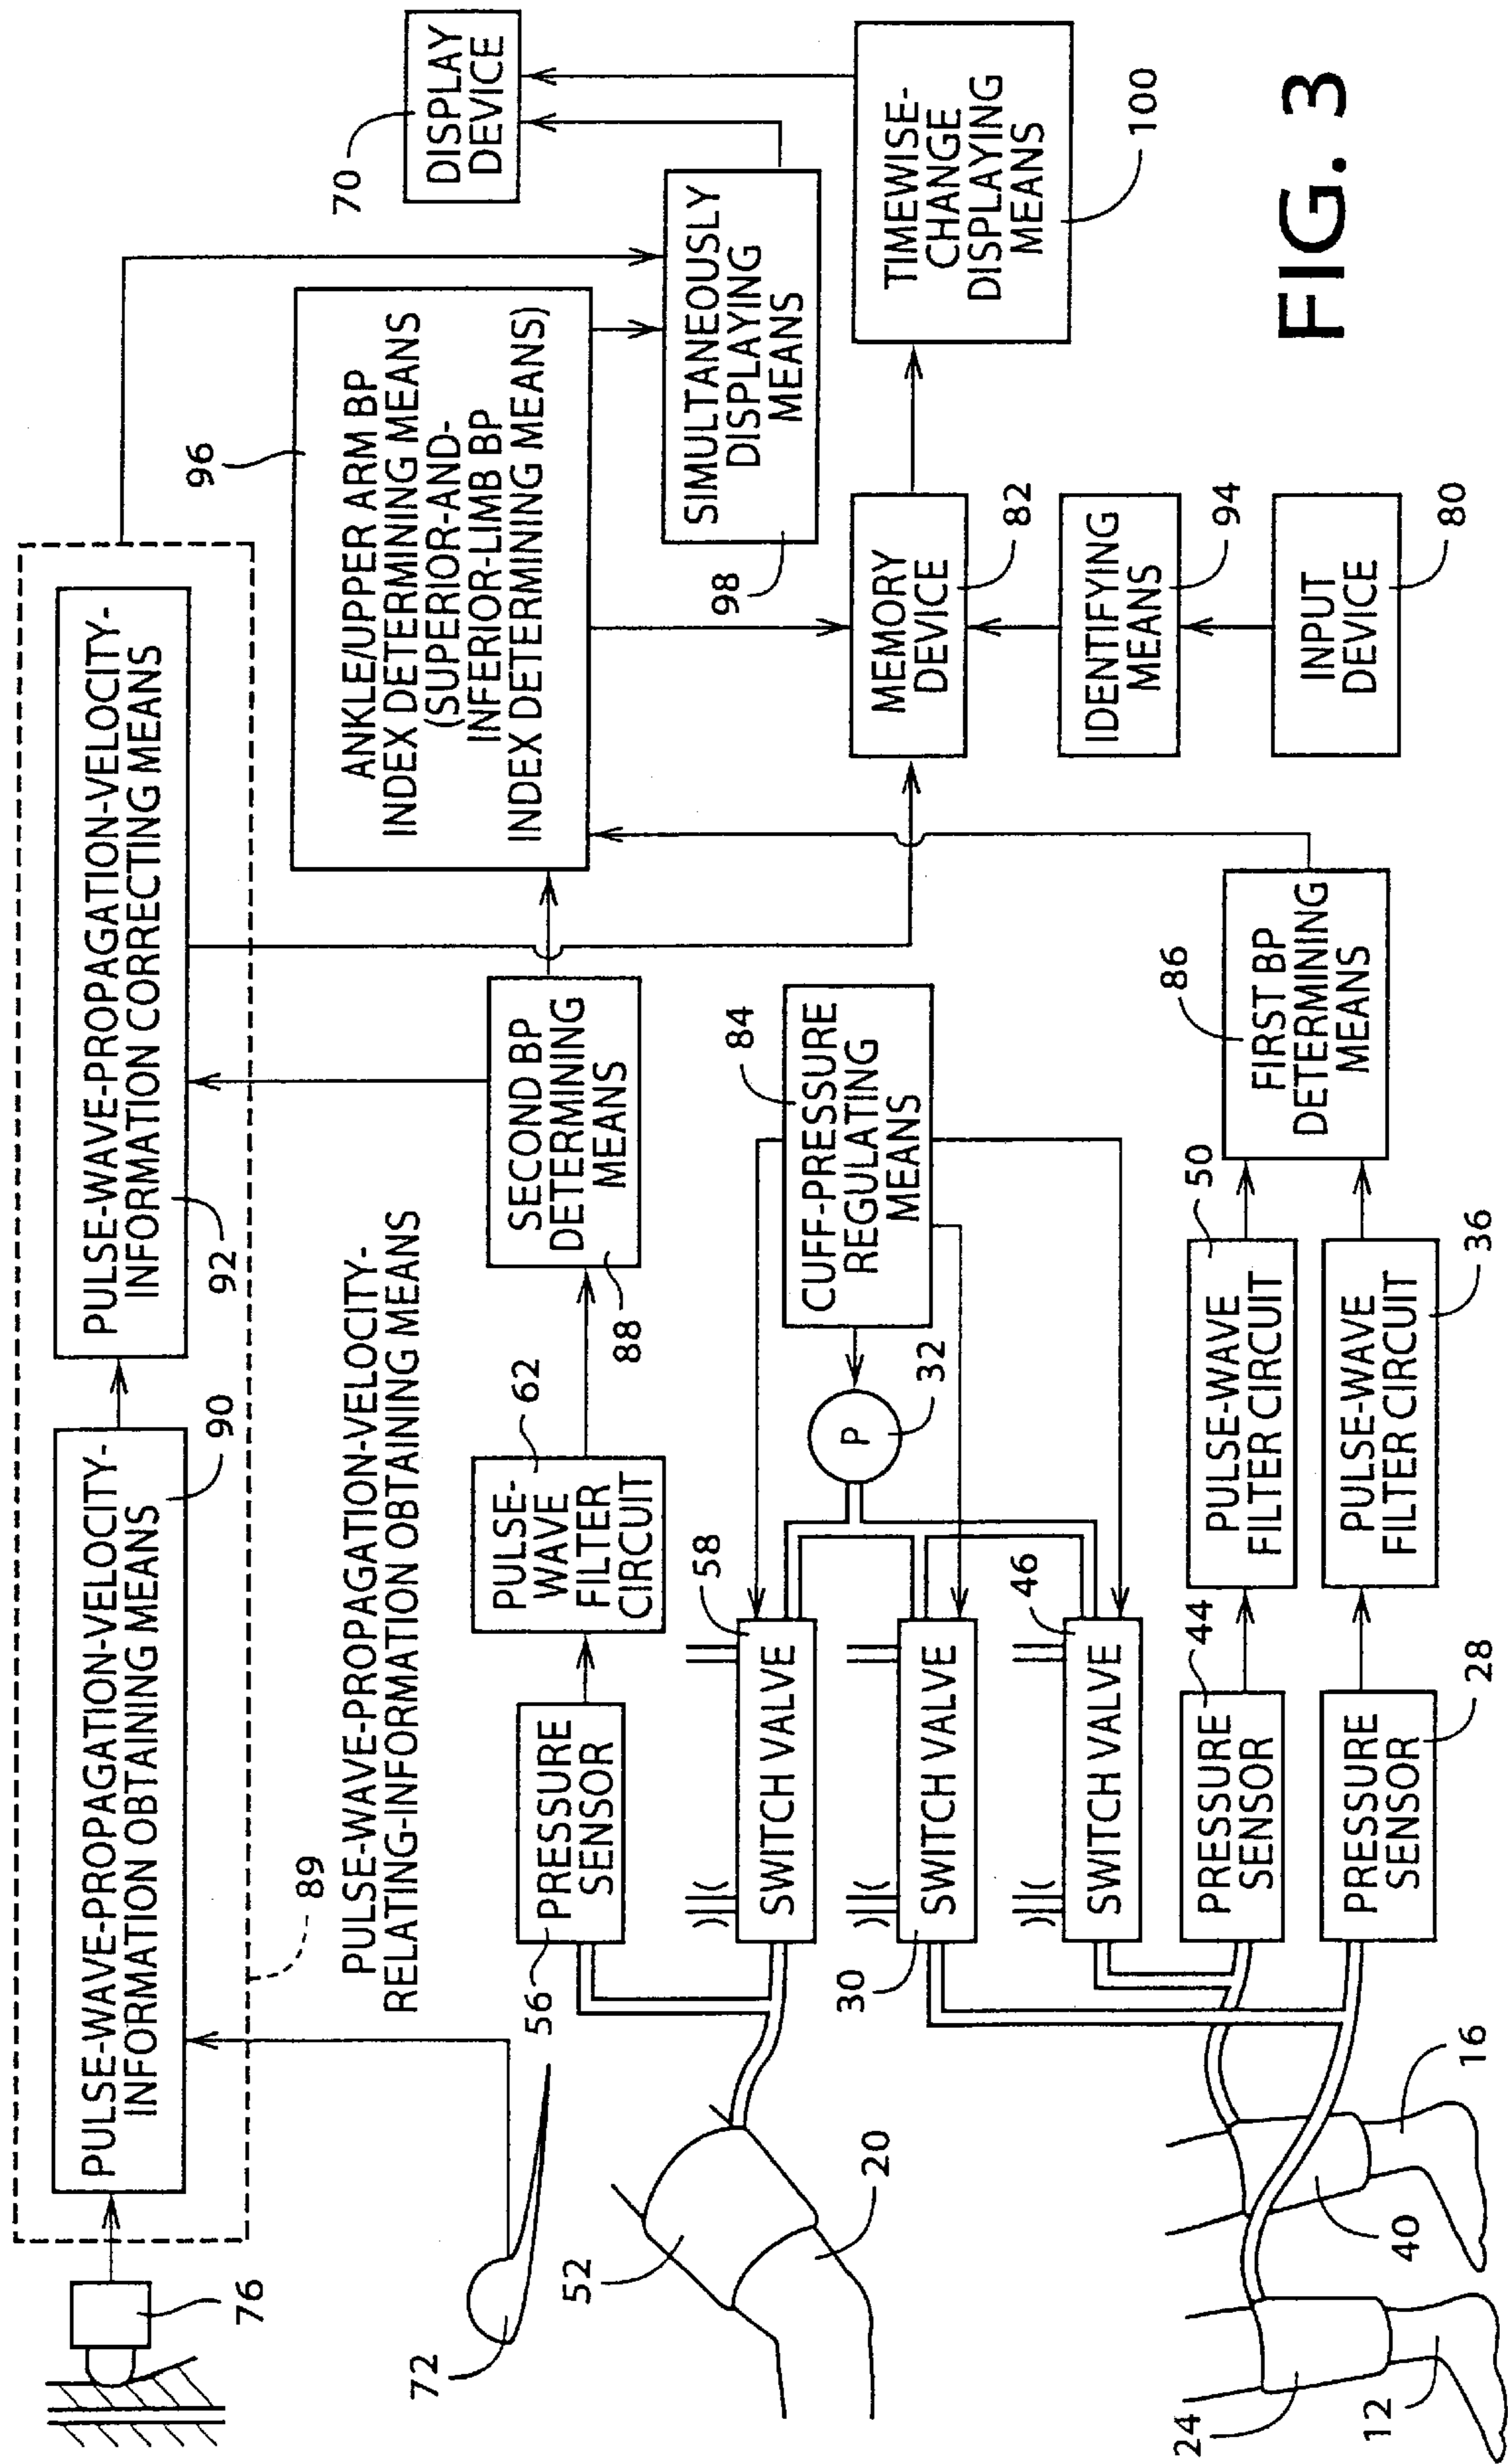 76
PULSE-WAVE-PROPAGATION-VELOCITY-
INFORMATION OBTAINING MEANS
90
PULSE-WAVE-PROPAGATION-VELOCITY-
INFORMATION CORRECTING MEANS
92
89
PULSE-WAVE-PROPAGATION-VELOCITY-
RELATING-INFORMATION OBTAINING MEANS
72
56
PRESSURE
SENSOR
62
PULSE-
WAVE
FILTER
CIRCUIT
SECOND BP
DETERMINING
MEANS
88
96
ANKLE/UPPER ARM BP
INDEX DETERMINING MEANS
(SUPERIOR-AND-
INFERIOR-LIMB BP
INDEX DETERMINING MEANS)
70
DISPLAY
DEVICE
SIMULTANEOUSLY
DISPLAYING
MEANS
98
52
20
58
SWITCH VALVE
30
SWITCH VALVE
46
SWITCH VALVE
P
32
84
CUFF-PRESSURE
REGULATING
MEANS
MEMORY
DEVICE
82
TIMEWISE-
CHANGE
DISPLAYING
MEANS
100
IDENTIFYING
MEANS
94
INPUT
DEVICE
80
44
PRESSURE
SENSOR
50
PULSE-WAVE
FILTER CIRCUIT
86
FIRST BP
DETERMINING
MEANS
PRESSURE
SENSOR
28
PULSE-WAVE
FILTER CIRCUIT
36
24
12
40
16
FIG. 3